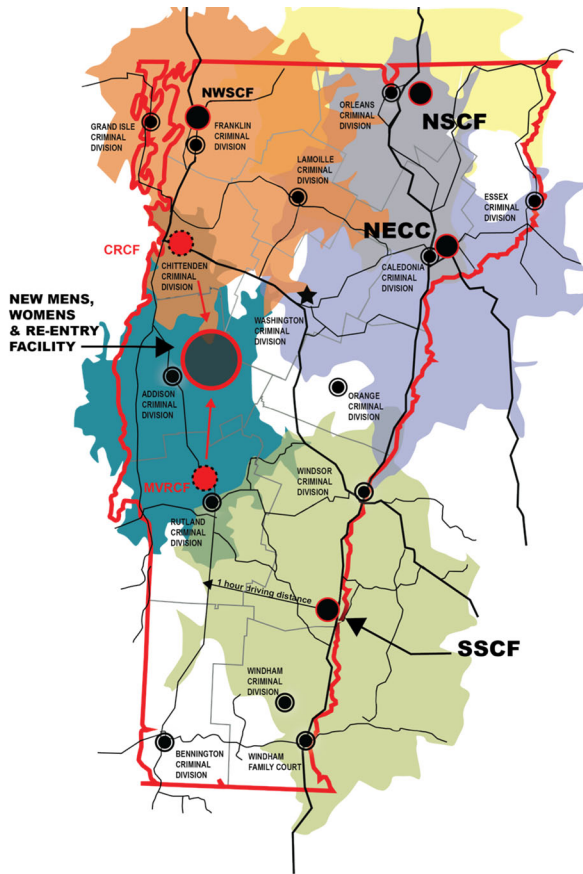 NWSCF
GRAND ISLE
CRIMINAL
DIVISION
FRANKLIN
CRIMINAL
DIVISION
ORLEANS
CRIMINAL
DIVISION
NSCF
LAMOILLE
CRIMINAL
DIVISION
ESSEX
CRIMINAL
DIVISION
CRCF
NECC
CHITTENDEN
CRIMINAL
DIVISION
CALEDONIA
CRIMINAL
DIVISION
NEW MENS,
WOMENS
& RE-ENTRY
FACILITY
WASHINGTON
CRIMINAL
DIVISION
ADDISON
CRIMINAL
DIVISION
ORANGE
CRIMINAL
DIVISION
MVRCF
WINDSOR
CRIMINAL
DIVISION
RUTLAND
CRIMINAL
DIVISION
1 hour driving distance
SSCF
WINDHAM
CRIMINAL
DIVISION
BENNINGTON
CRIMINAL
DIVISION
WINDHAM
FAMILY COURT